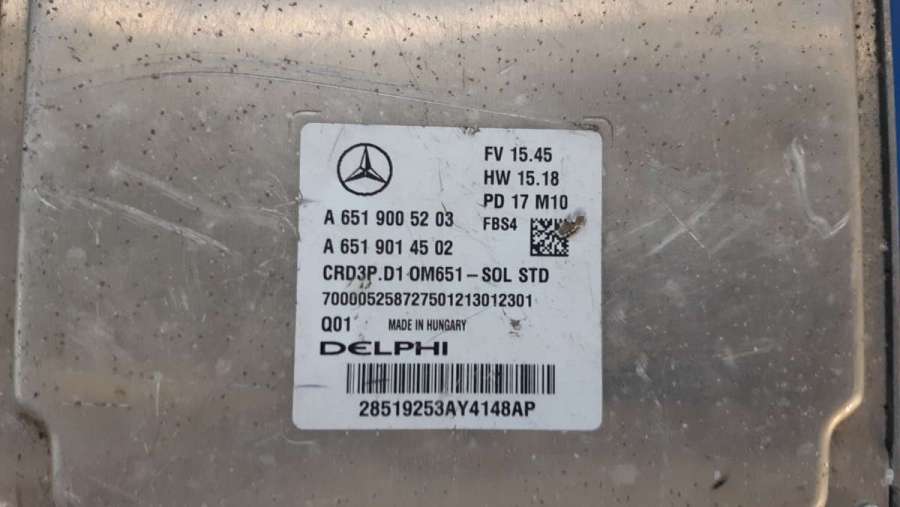 FV 15.45
HW 15.18
PD 17 M10
FBS4
A 651 900 52 03
A 651 901 45 02
CRD3P.D1 OM651-SOL STD
700005258727501213012301
Q01 MADE IN HUNGARY
DELPHI
28519253AY4148AP